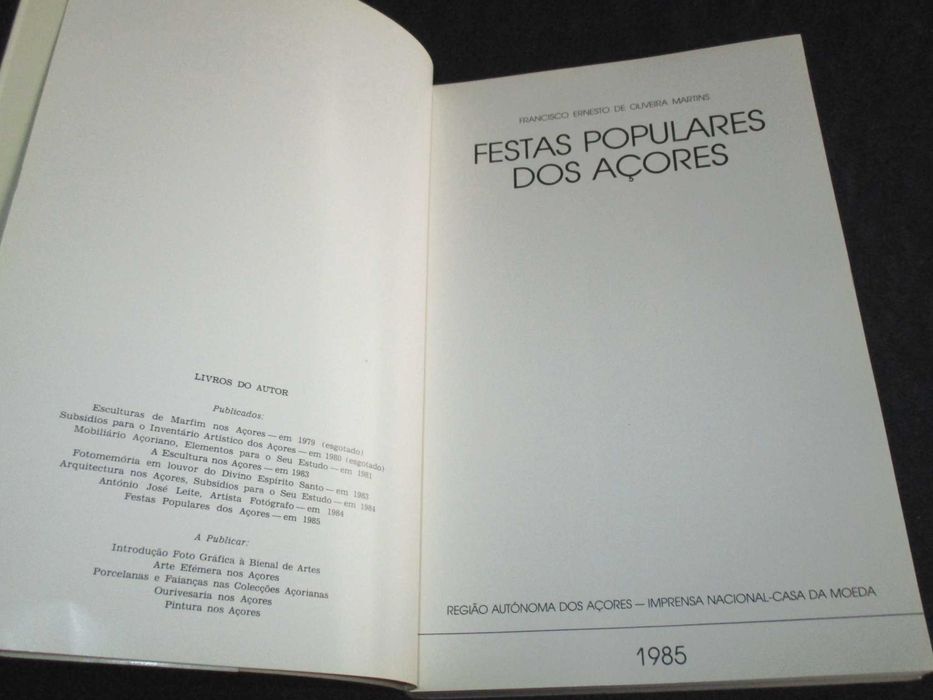 LIVROS DO AUTOR
Publicados:
Esculturas de Marfim nos Açores — em 1979 (esgotado)
Subsídios para o Inventário Artístico dos Açores — em 1980 (esgotado)
Mobiliário Açoriano, Elementos para o Seu Estudo — em 1981
A Escultura nos Açores — em 1983
Fotomemória em louvor do Divino Espírito Santo — em 1983
Arquitectura nos Açores, Subsídios para o Seu Estudo — em 1984
António José Leite, Artista Fotógrafo — em 1984
Festas Populares dos Açores — em 1985
A Publicar:
Introdução Foto Gráfica à Bienal de Artes
Arte Efémera nos Açores
Porcelanas e Faianças nas Colecções Açorianas
Ourivesaria nos Açores
Pintura nos Açores
FRANCISCO ERNESTO DE OLIVEIRA MARTINS
FESTAS POPULARES
DOS AÇORES
REGIÃO AUTÓNOMA DOS AÇORES — IMPRENSA NACIONAL-CASA DA MOEDA
1985